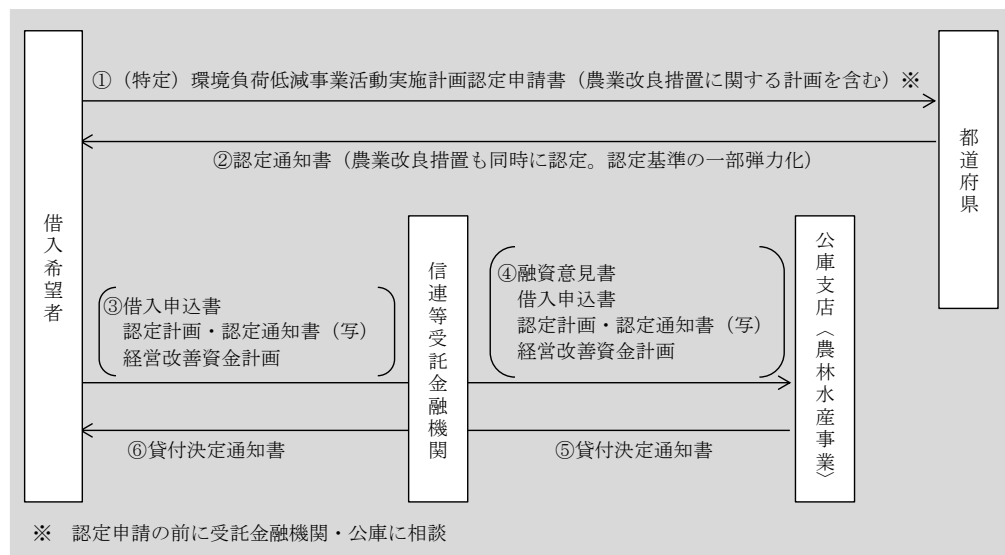 ①（特定）環境負荷低減事業活動実施計画認定申請書（農業改良措置に関する計画を含む）※
②認定通知書（農業改良措置も同時に認定。認定基準の一部弾力化）
都道府県
借入希望者
信連等受託金融機関
公庫支店〈農林水産事業〉
③借入申込書
認定計画・認定通知書（写）
経営改善資金計画
④融資意見書
借入申込書
認定計画・認定通知書（写）
経営改善資金計画
⑥貸付決定通知書
⑤貸付決定通知書
※　認定申請の前に受託金融機関・公庫に相談